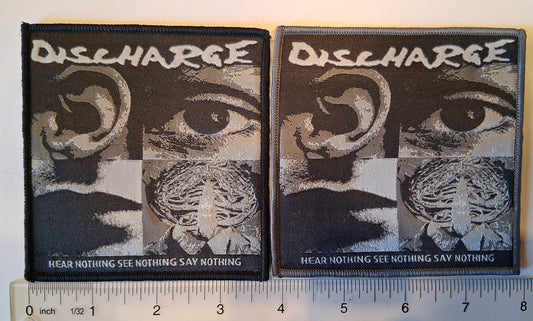 DISCHARGE
HEAR NOTHING SEE NOTHING SAY NOTHING
DISCHARGE
HEAR NOTHING SEE NOTHING SAY NOTHING
0 inch 1/32 1 2 3 4 5 6 7 8